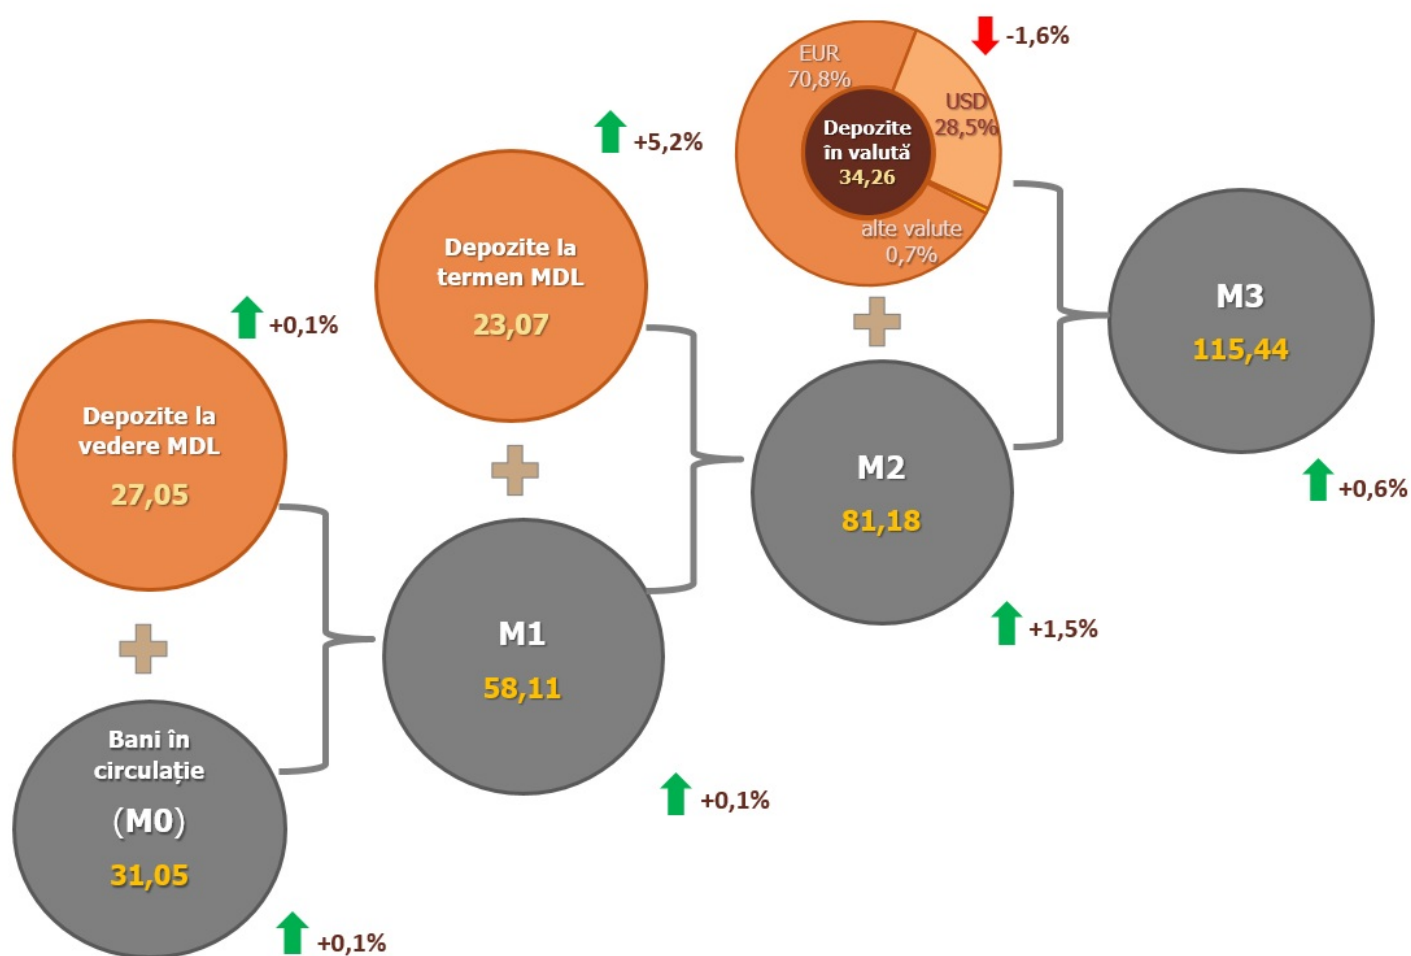 Depozite la
vedere MDL
27,05
+0,1%
Bani în
circulație
(M0)
31,05
+0,1%
Depozite la
termen MDL
23,07
+5,2%
M1
58,11
+0,1%
EUR
70,8%
USD
28,5%
Depozite
în valută
34,26
alte valute
0,7%
-1,6%
M2
81,18
+1,5%
M3
115,44
+0,6%